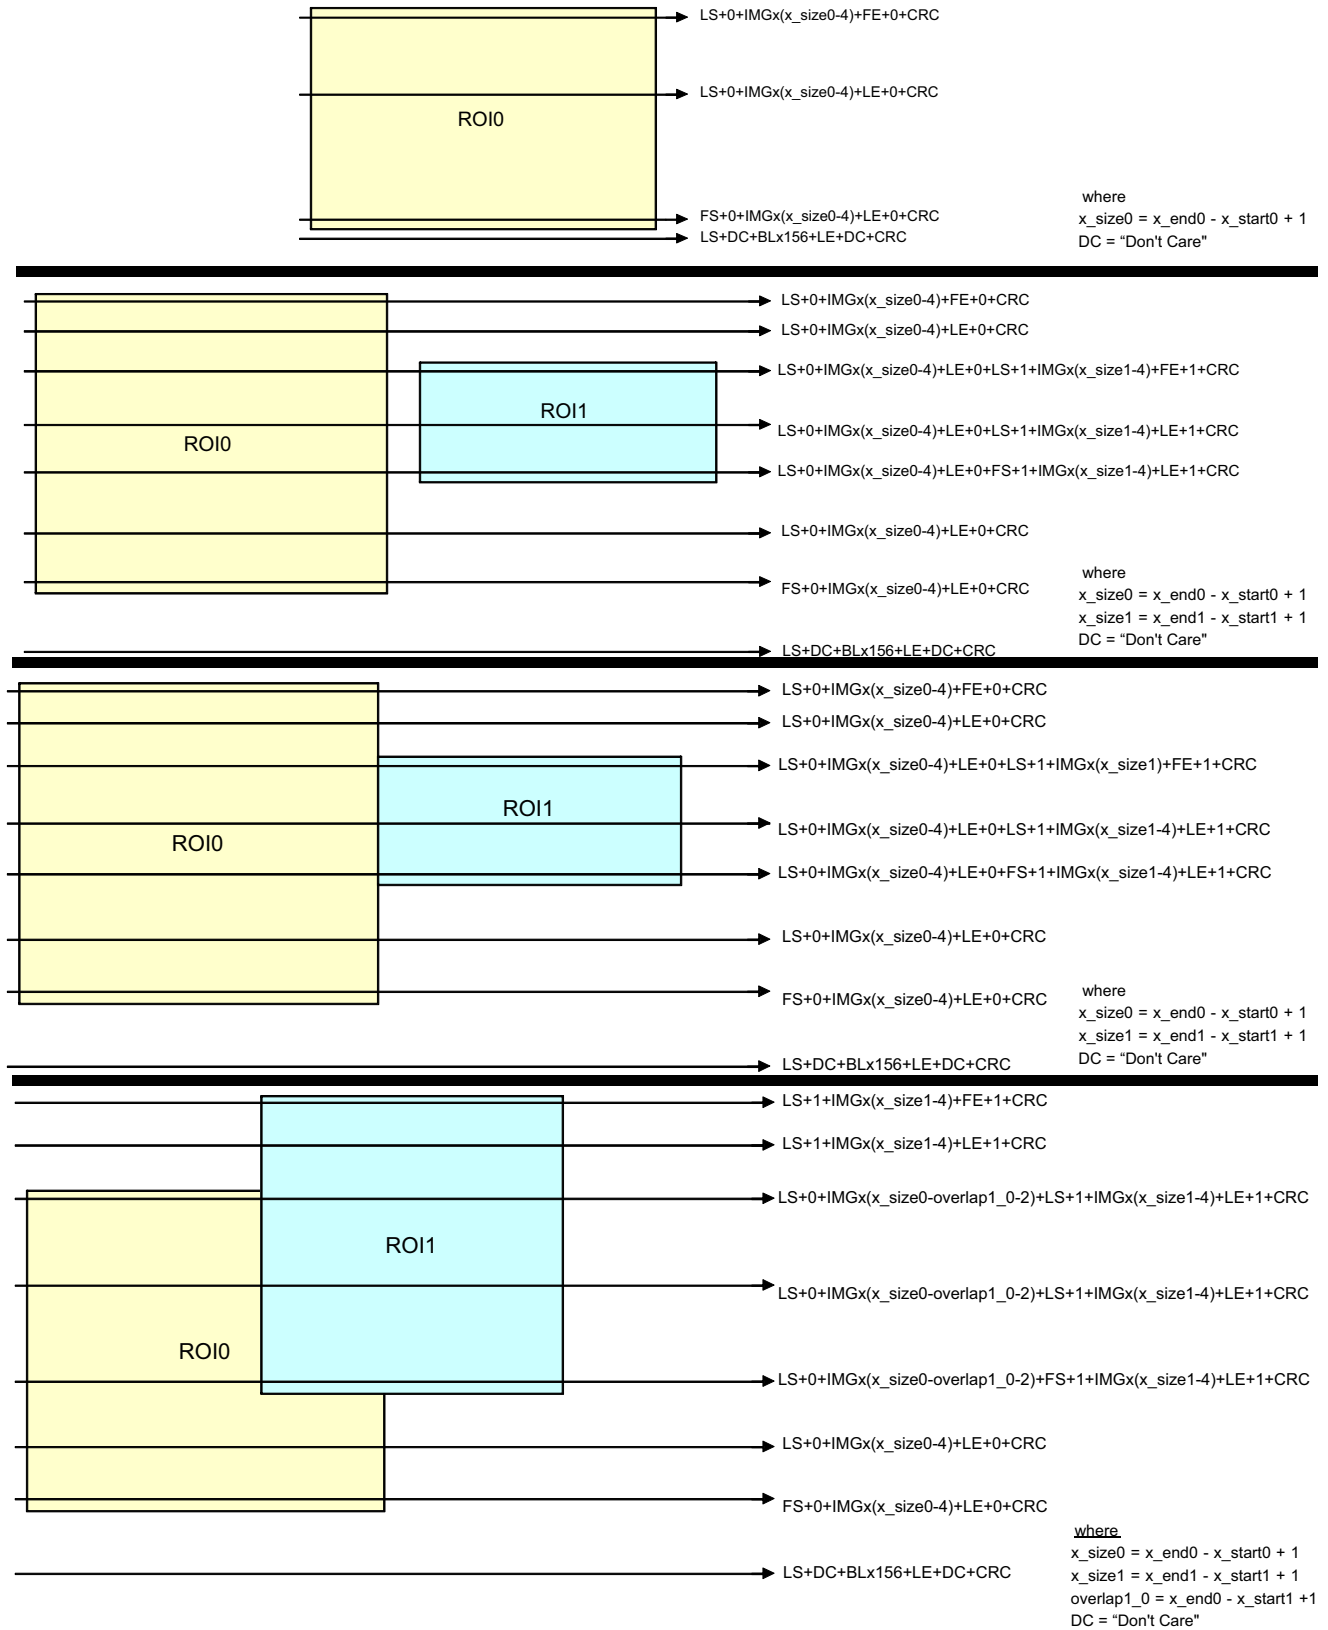 LS+0+IMGx(x_size0-4)+FE+0+CRC
LS+0+IMGx(x_size0-4)+LE+0+CRC
ROI0
FS+0+IMGx(x_size0-4)+LE+0+CRC
LS+DC+BLx156+LE+DC+CRC
where
x_size0 = x_end0 - x_start0 + 1
DC = “Don't Care"
LS+0+IMGx(x_size0-4)+FE+0+CRC
LS+0+IMGx(x_size0-4)+LE+0+CRC
LS+0+IMGx(x_size0-4)+LE+0+LS+1+IMGx(x_size1-4)+FE+1+CRC
ROI1
LS+0+IMGx(x_size0-4)+LE+0+LS+1+IMGx(x_size1-4)+LE+1+CRC
ROI0
LS+0+IMGx(x_size0-4)+LE+0+FS+1+IMGx(x_size1-4)+LE+1+CRC
LS+0+IMGx(x_size0-4)+LE+0+CRC
FS+0+IMGx(x_size0-4)+LE+0+CRC
where
x_size0 = x_end0 - x_start0 + 1
x_size1 = x_end1 - x_start1 + 1
DC = “Don't Care"
LS+DC+BLx156+LE+DC+CRC
LS+0+IMGx(x_size0-4)+FE+0+CRC
LS+0+IMGx(x_size0-4)+LE+0+CRC
LS+0+IMGx(x_size0-4)+LE+0+LS+1+IMGx(x_size1)+FE+1+CRC
ROI1
LS+0+IMGx(x_size0-4)+LE+0+LS+1+IMGx(x_size1-4)+LE+1+CRC
ROI0
LS+0+IMGx(x_size0-4)+LE+0+FS+1+IMGx(x_size1-4)+LE+1+CRC
LS+0+IMGx(x_size0-4)+LE+0+CRC
FS+0+IMGx(x_size0-4)+LE+0+CRC
where
x_size0 = x_end0 - x_start0 + 1
x_size1 = x_end1 - x_start1 + 1
DC = “Don't Care"
LS+DC+BLx156+LE+DC+CRC
LS+1+IMGx(x_size1-4)+FE+1+CRC
LS+1+IMGx(x_size1-4)+LE+1+CRC
LS+0+IMGx(x_size0-overlap1_0-2)+LS+1+IMGx(x_size1-4)+LE+1+CRC
ROI1
LS+0+IMGx(x_size0-overlap1_0-2)+LS+1+IMGx(x_size1-4)+LE+1+CRC
ROI0
LS+0+IMGx(x_size0-overlap1_0-2)+FS+1+IMGx(x_size1-4)+LE+1+CRC
LS+0+IMGx(x_size0-4)+LE+0+CRC
FS+0+IMGx(x_size0-4)+LE+0+CRC
LS+DC+BLx156+LE+DC+CRC
where
x_size0 = x_end0 - x_start0 + 1
x_size1 = x_end1 - x_start1 + 1
overlap1_0 = x_end0 - x_start1 +1
DC = “Don't Care"